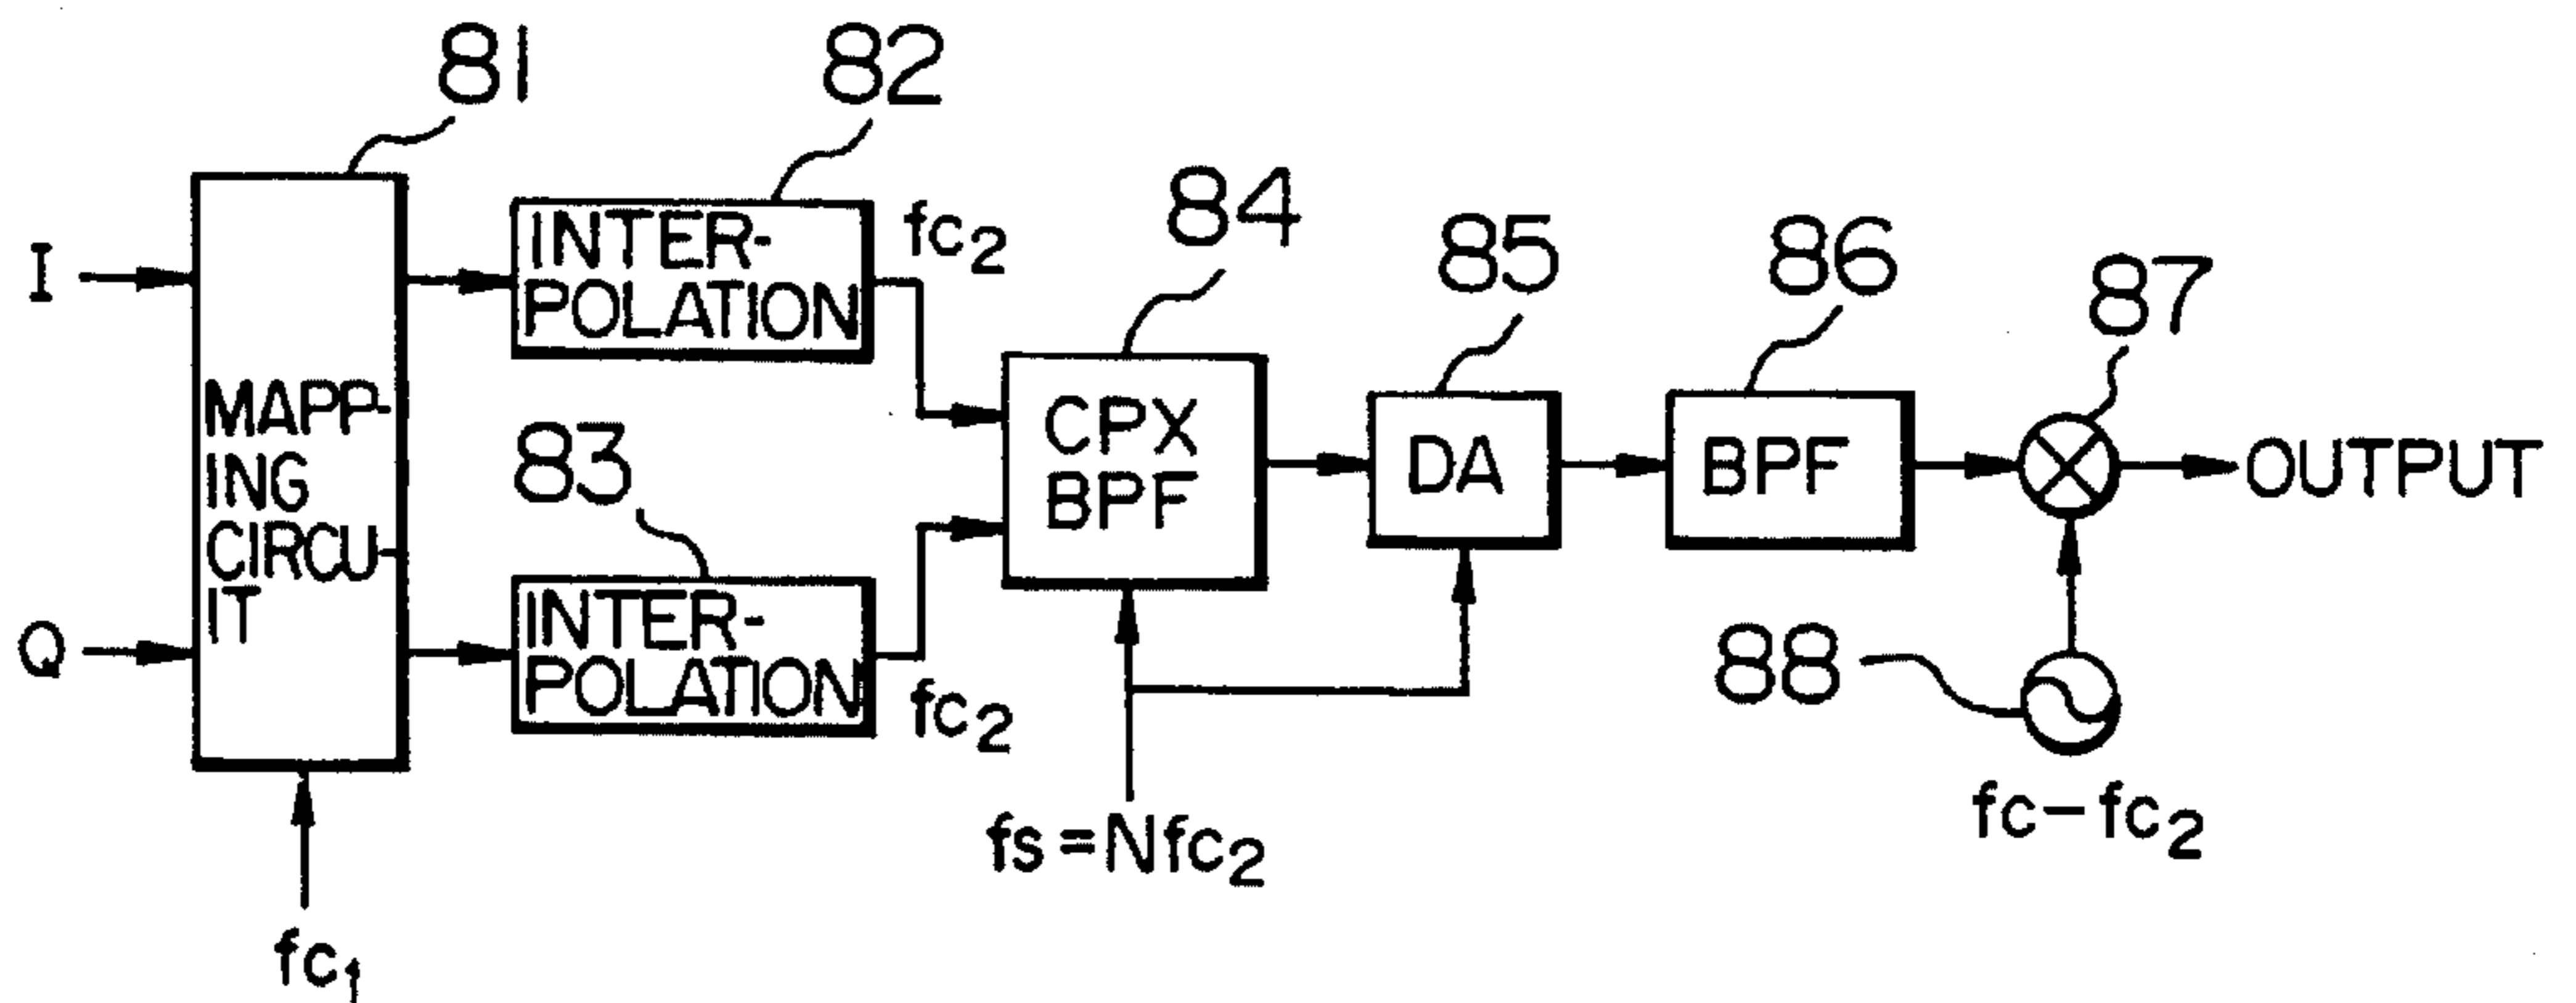 81
82
fc2
84
85
86
87
I
INTER-
POLATION
MAPP-
ING
CIRCU-
IT
83
CPX
BPF
DA
BPF
OUTPUT
Q
INTER-
POLATION
fc2
88
fs=Nfc2
fc-fc2
fc1